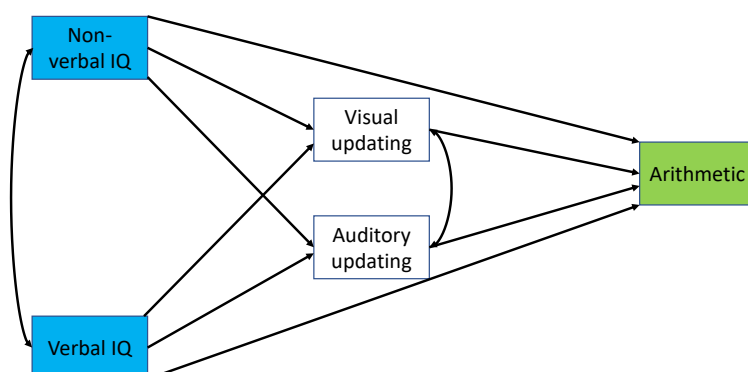 Non-
verbal IQ
Visual
updating
Arithmetic
Auditory
updating
Verbal IQ